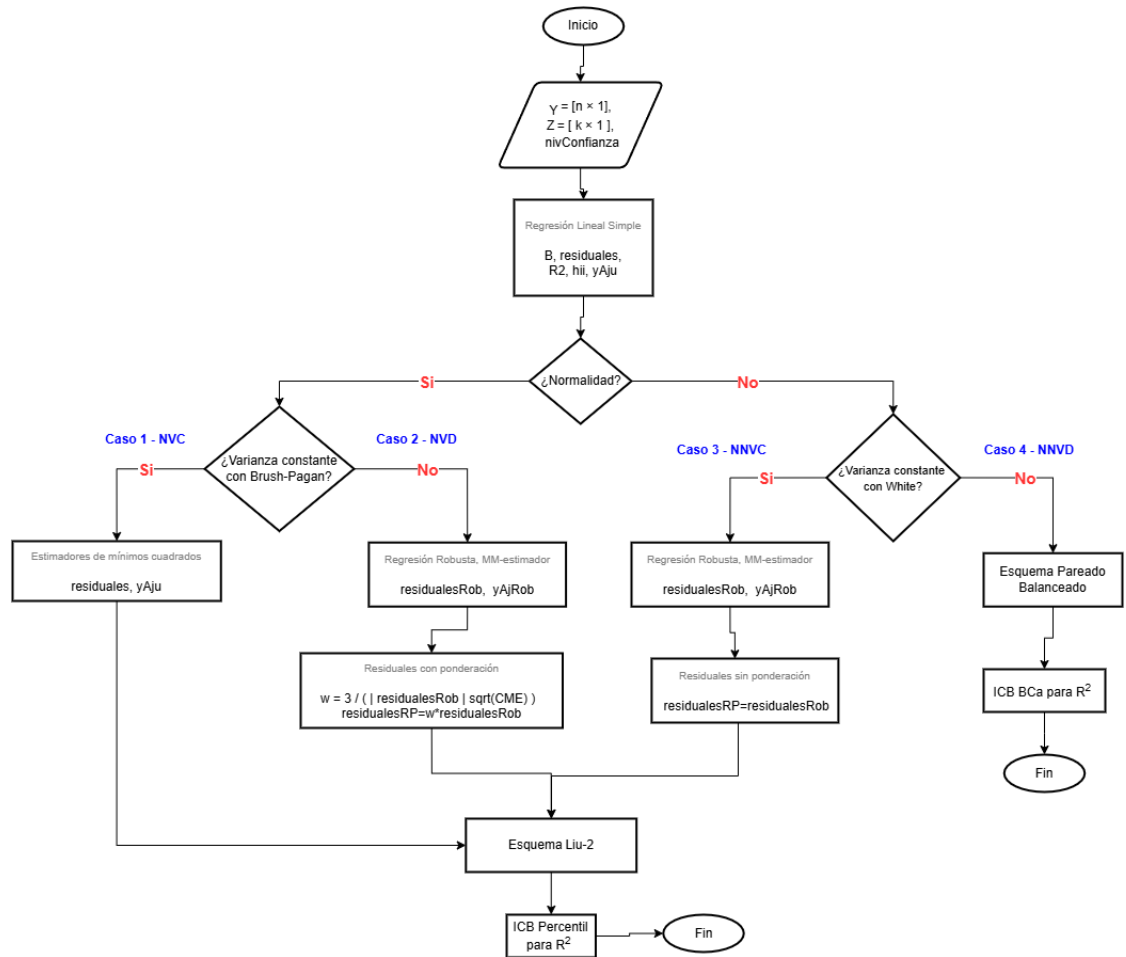 Inicio
Y = [n × 1],
Z = [ k × 1 ],
nivConfianza
Regresión Lineal Simple
B, residuales,
R2, hii, yAju
¿Normalidad?
Si
No
Caso 1 - NVC
Caso 2 - NVD
¿Varianza constante
con Brush-Pagan?
Si
No
Caso 3 - NNVC
Caso 4 - NNVD
¿Varianza constante
con White?
Si
No
Estimadores de mínimos cuadrados
residuales, yAju
Regresión Robusta, MM-estimador
residualesRob, yAjRob
Regresión Robusta, MM-estimador
residualesRob, yAjRob
Esquema Pareado
Balanceado
Residuales con ponderación
w = 3 / ( | residualesRob | sqrt(CME) )
residualesRP=w*residualesRob
Residuales sin ponderación
residualesRP=residualesRob
ICB BCa para R²
Fin
Esquema Liu-2
ICB Percentil
para R²
Fin